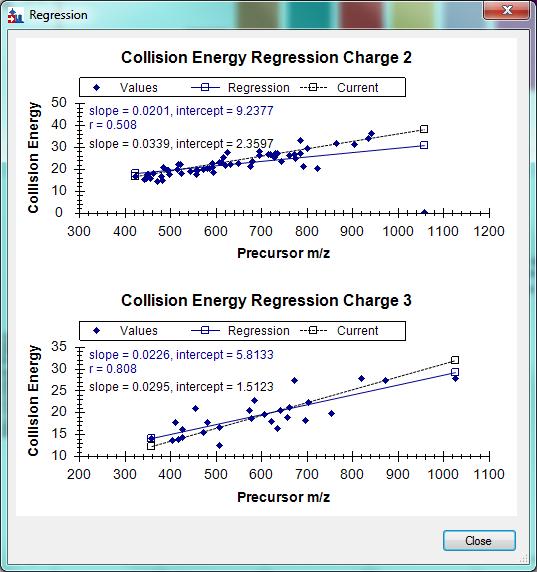 Regression
Collision Energy Regression Charge 2
Values Regression Current
slope = 0.0201, intercept = 9.2377
r = 0.508
slope = 0.0339, intercept = 2.3597
Collision Energy
50
40
30
20
10
0
300 400 500 600 700 800 900 1000 1100 1200
Precursor m/z
Collision Energy Regression Charge 3
Values Regression Current
slope = 0.0226, intercept = 5.8133
r = 0.808
slope = 0.0295, intercept = 1.5123
Collision Energy
35
30
25
20
15
10
200 300 400 500 600 700 800 900 1000 1100
Precursor m/z
Close